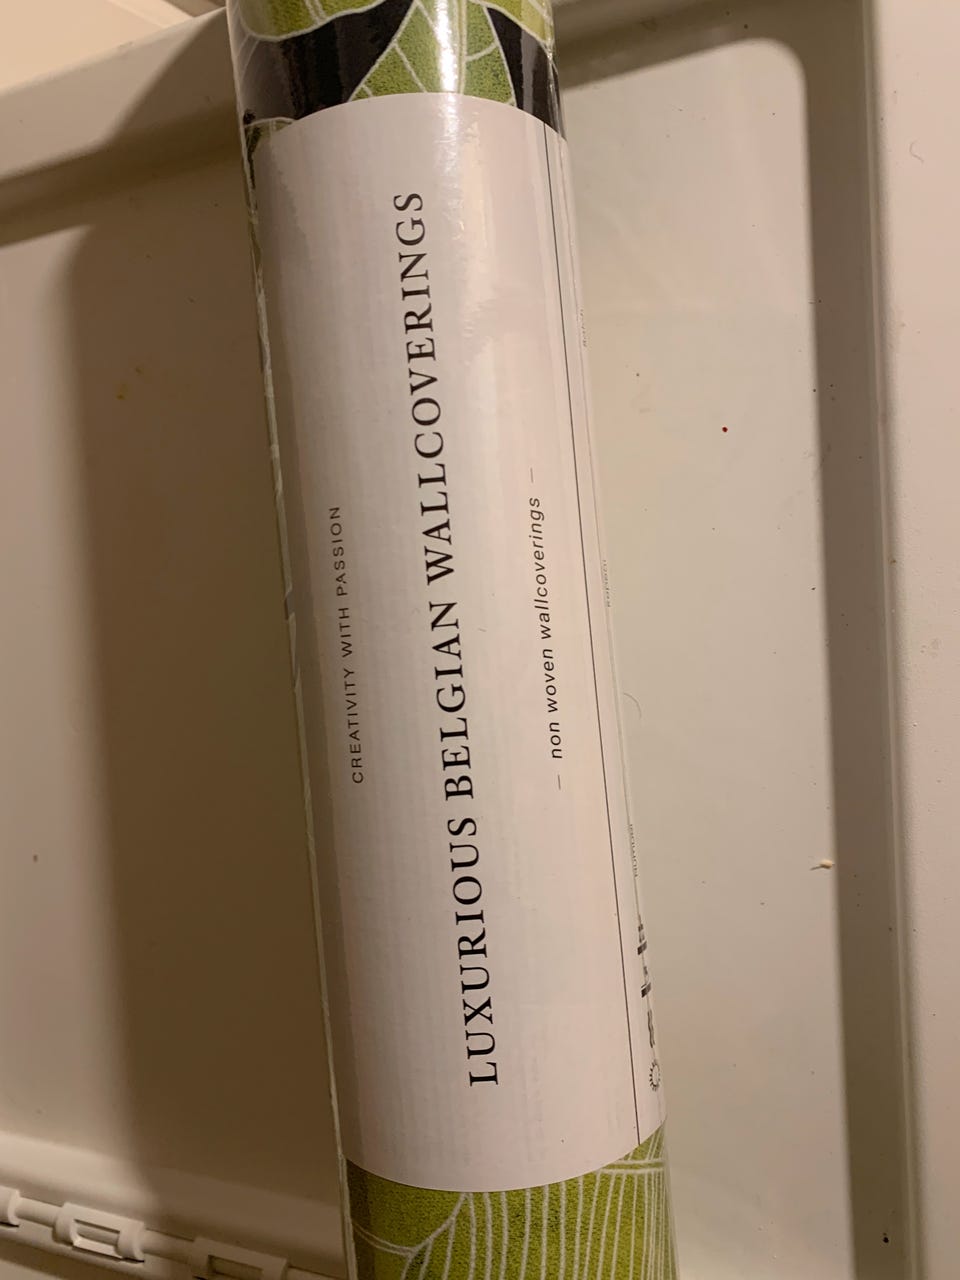 CREATIVITY WITH PASSION
LUXURIOUS BELGIAN WALLCOVERINGS
— non woven wallcoverings —